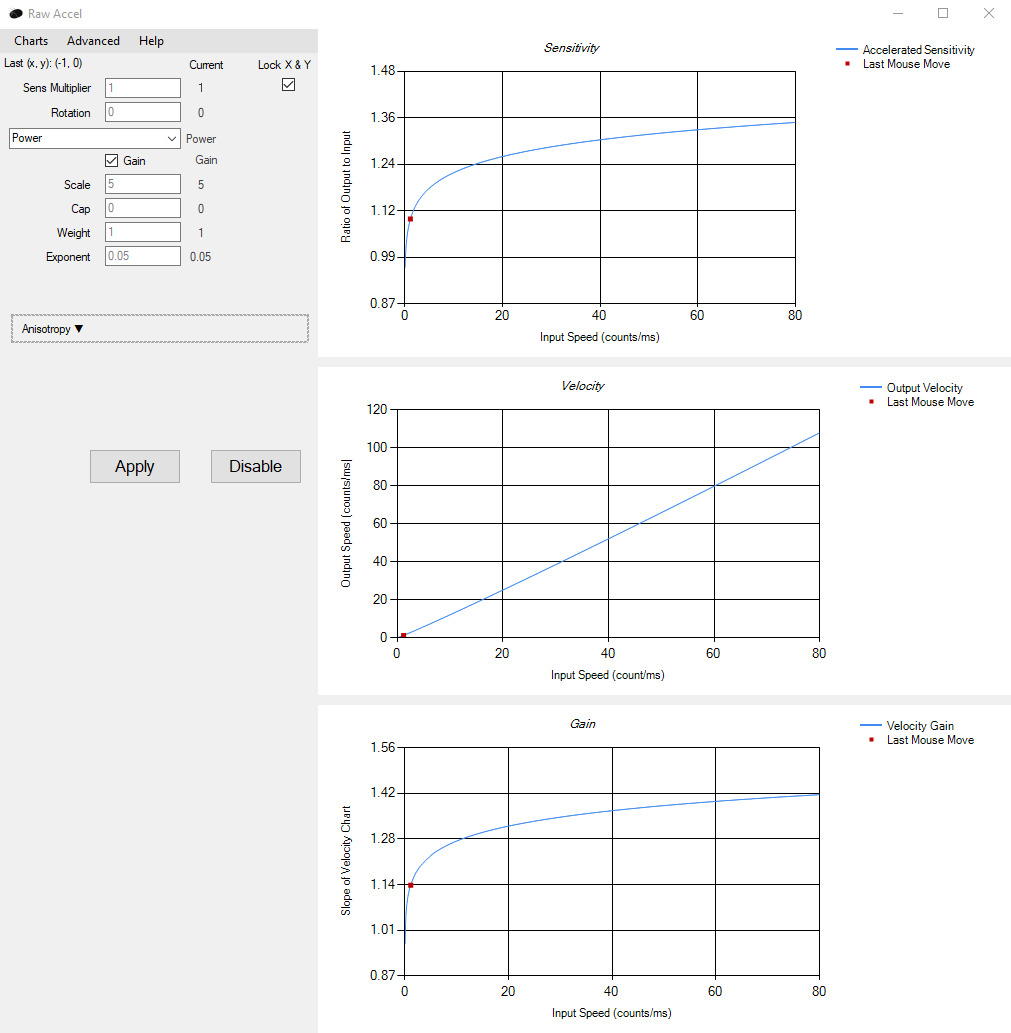 Raw Accel
Charts Advanced Help
Last (x, y): (-1, 0)
Current
Lock X & Y
Sens Multiplier 1 1
Rotation 0 0
Power Power
Gain Gain
Scale 5 5
Cap 0 0
Weight 1 1
Exponent 0.05 0.05
Anisotropy ▼
Apply Disable
Sensitivity
Accelerated Sensitivity
Last Mouse Move
Ratio of Output to Input
1.48
1.36
1.24
1.12
0.99
0.87
0 20 40 60 80
Input Speed (counts/ms)
Velocity
Output Velocity
Last Mouse Move
Output Speed (counts/ms)
120
100
80
60
40
20
0
0 20 40 60 80
Input Speed (count/ms)
Gain
Velocity Gain
Last Mouse Move
Slope of Velocity Chart
1.56
1.42
1.28
1.14
1.01
0.87
0 20 40 60 80
Input Speed (counts/ms)